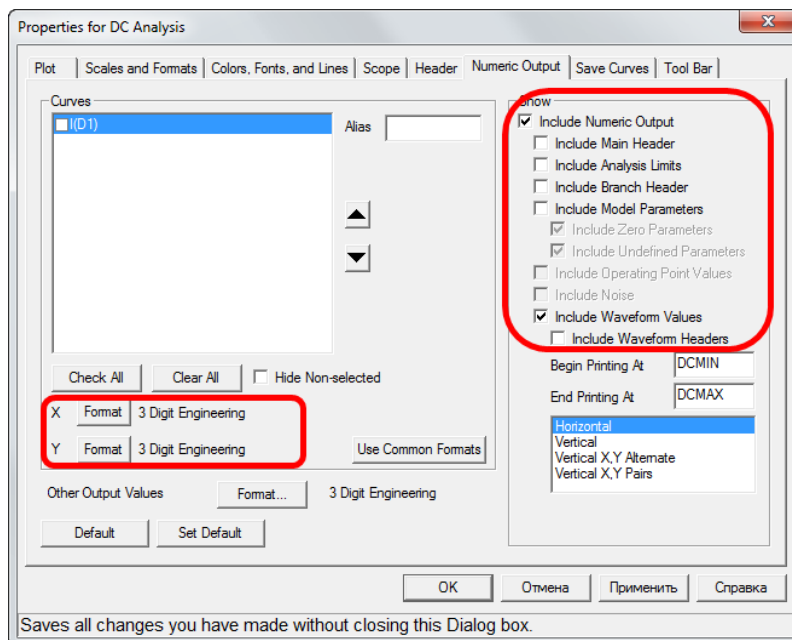 Properties for DC Analysis
x
Plot Scales and Formats Colors, Fonts, and Lines Scope Header Numeric Output Save Curves Tool Bar
Curves
I(D1)
Alias
Check All Clear All Hide Non-selected
X Format 3 Digit Engineering
Y Format 3 Digit Engineering
Use Common Formats
Other Output Values Format... 3 Digit Engineering
Default Set Default
Show
Include Numeric Output
Include Main Header
Include Analysis Limits
Include Branch Header
Include Model Parameters
Include Zero Parameters
Include Undefined Parameters
Include Operating Point Values
Include Noise
Include Waveform Values
Include Waveform Headers
Begin Printing At DCMIN
End Printing At DCMAX
Horizontal
Vertical
Vertical X,Y Alternate
Vertical X,Y Pairs
OK Отмена Применить Справка
Saves all changes you have made without closing this Dialog box.